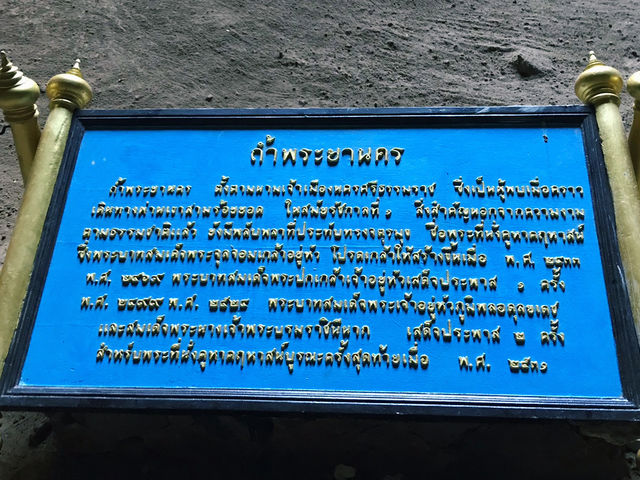 ถ้ำพระยานคร
ถ้ำพระยานคร ตั้งตามนามเจ้าเมืองนครศรีธรรมราช ซึ่งเป็นผู้พบเมื่อคราว
เดินทางผ่านเขาสามร้อยยอด ในสมัยรัชกาลที่ ๑ สิ่งสำคัญนอกจากความงาม
ตามธรรมชาติแล้ว ยังมีพลับพลาที่ประทับทรงจตุรมุข ชื่อพระที่นั่งคูหาคฤหาสน์
ซึ่งพระบาทสมเด็จพระจุลจอมเกล้าอยู่หัว โปรดเกล้าให้สร้างขึ้นเมื่อ พ.ศ. ๒๔๓๓
พ.ศ. ๒๔๖๙ พระบาทสมเด็จพระปกเกล้าเจ้าอยู่หัวเสด็จประพาส ๑ ครั้ง
พ.ศ. ๒๔๙๙ พ.ศ. ๒๕๒๔ พระบาทสมเด็จพระเจ้าอยู่หัวภูมิพลอดุลยเดช
และสมเด็จพระนางเจ้าพระบรมราชินีนาถ เสด็จประพาส ๒ ครั้ง
สำหรับพระที่นั่งคูหาคฤหาสน์บูรณะครั้งสุดท้ายเมื่อ พ.ศ. ๒๕๓๑